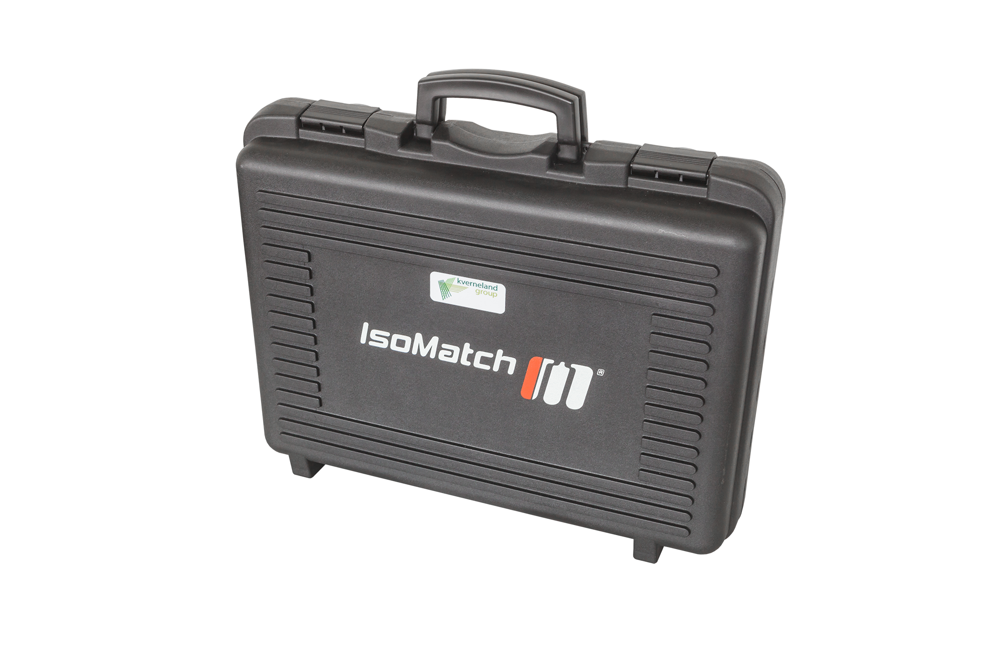 kverneland
group
IsoMatch
®